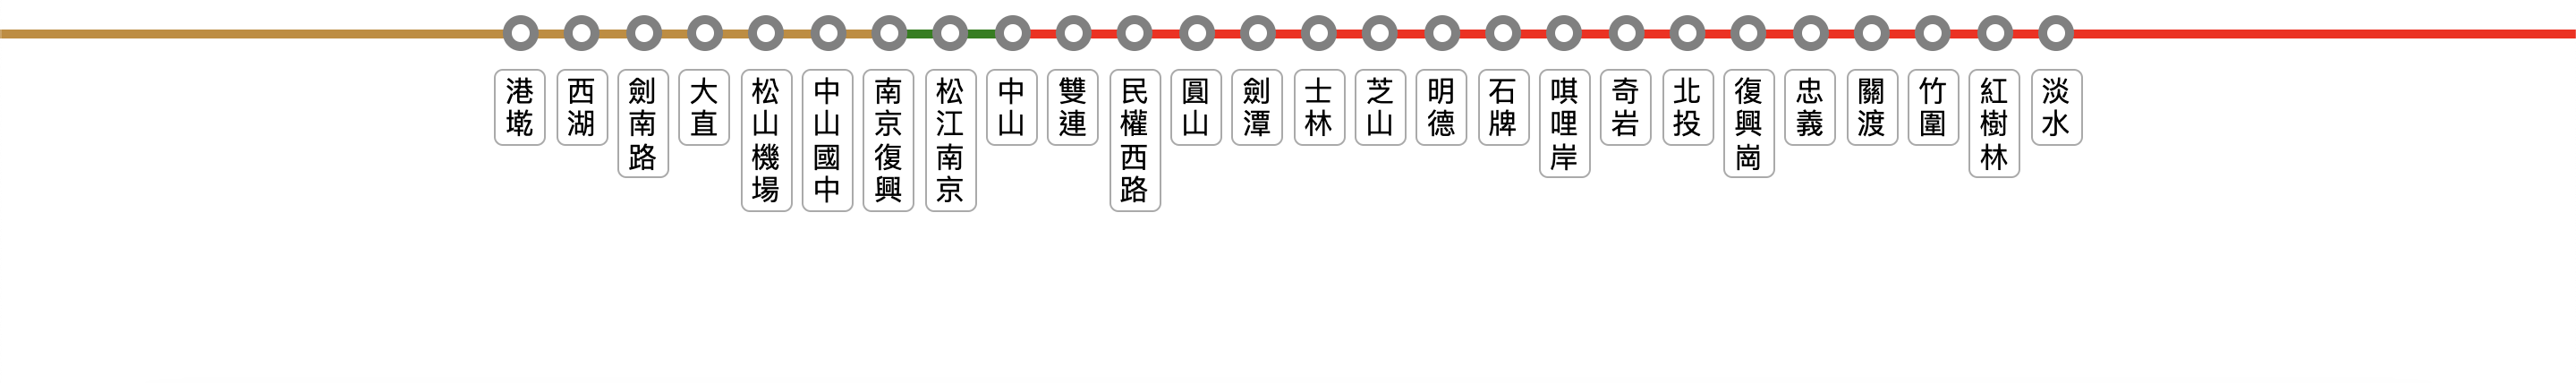 港墘
西湖
劍南路
大直
松山機場
中山國中
南京復興
松江南京
中山
雙連
民權西路
圓山
劍潭
士林
芝山
明德
石牌
唭哩岸
奇岩
北投
復興崗
忠義
關渡
竹圍
紅樹林
淡水